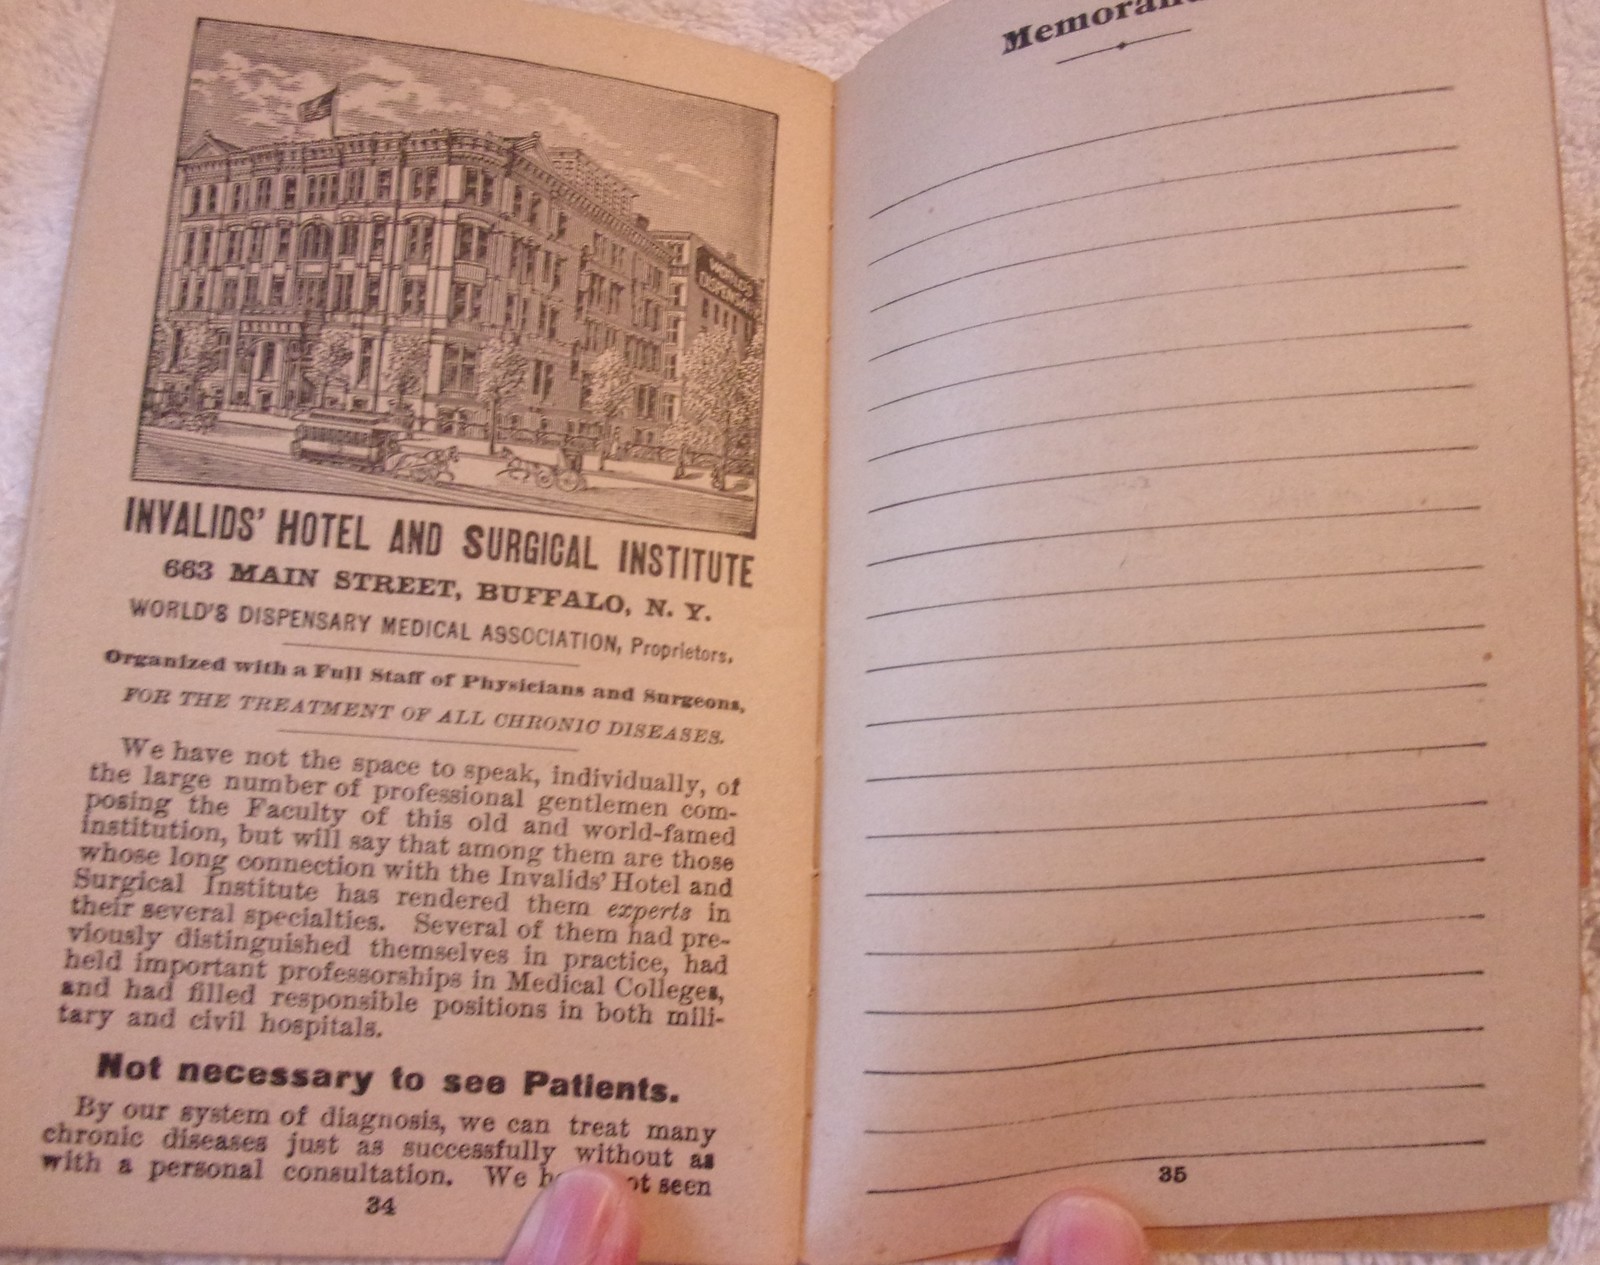 WORLD'S
DISPENSARY
INVALIDS' HOTEL AND SURGICAL INSTITUTE
663 MAIN STREET, BUFFALO, N. Y.
WORLD'S DISPENSARY MEDICAL ASSOCIATION, Proprietors.
Organized with a Full Staff of Physicians and Surgeons,
FOR THE TREATMENT OF ALL CHRONIC DISEASES.
We have not the space to speak, individually, of
the large number of professional gentlemen com-
posing the Faculty of this old and world-famed
institution, but will say that among them are those
whose long connection with the Invalids' Hotel and
Surgical Institute has rendered them experts in
their several specialties. Several of them had pre-
viously distinguished themselves in practice, had
held important professorships in Medical Colleges,
and had filled responsible positions in both mili-
tary and civil hospitals.
Not necessary to see Patients.
By our system of diagnosis, we can treat many
chronic diseases just as successfully without as
with a personal consultation. We seen
34
35